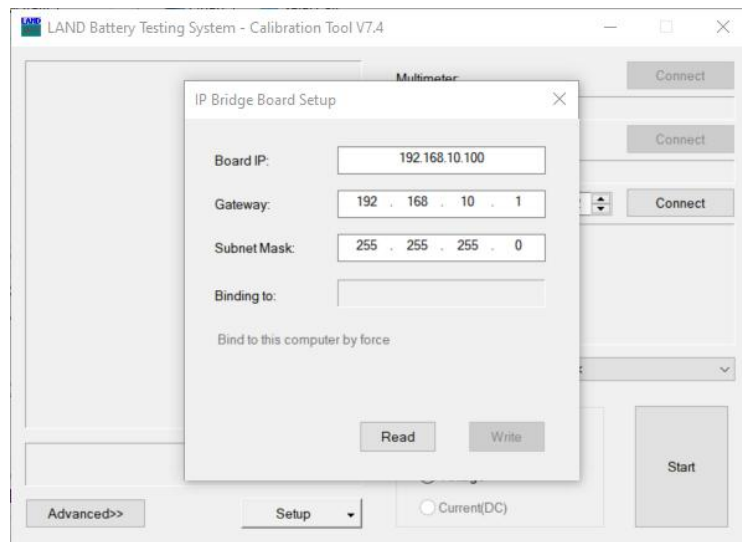 LAND Battery Testing System - Calibration Tool V7.4
Multimeter:
Connect
IP Bridge Board Setup
Connect
Board IP: 192.168.10.100
Gateway: 192 . 168 . 10 . 1
Connect
Subnet Mask: 255 . 255 . 255 . 0
Binding to:
Bind to this computer by force
Read Write
Start
Current(DC)
Advanced>> Setup